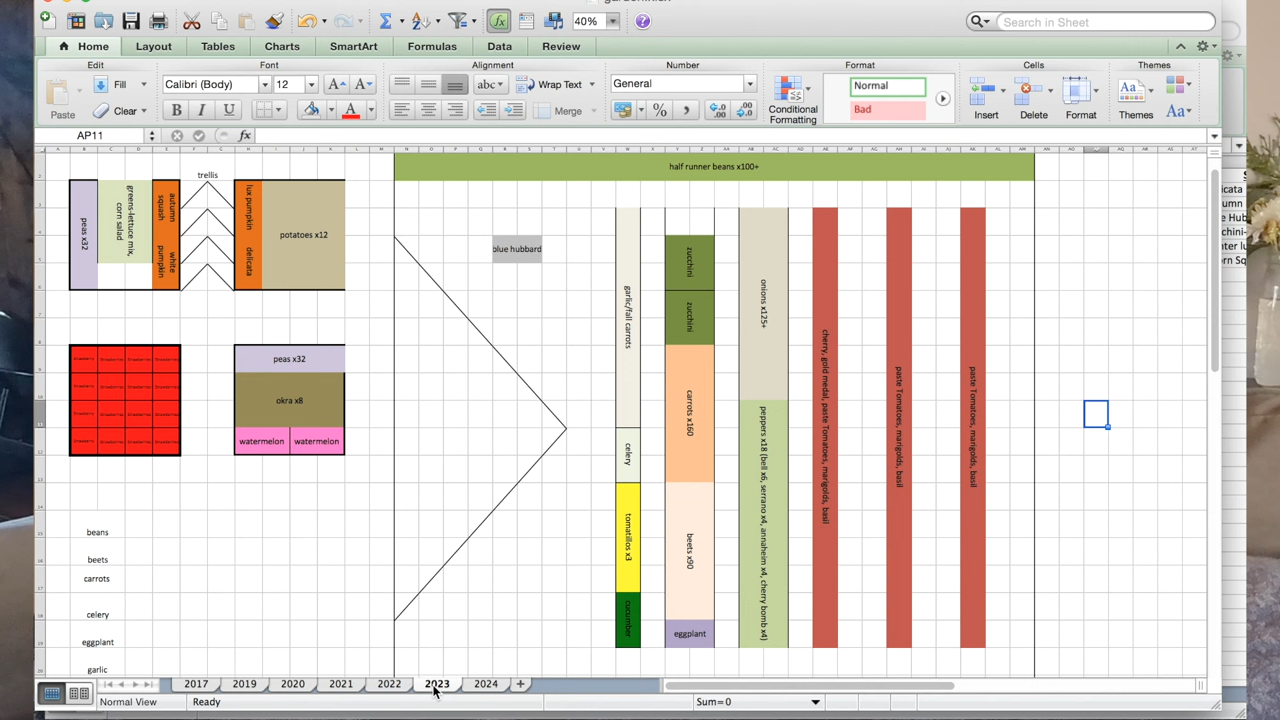 40%
Search in Sheet
Home Layout Tables Charts SmartArt Formulas Data Review
Edit Font Alignment Number Format Cells Themes
Fill Calibri (Body) 12 abc Wrap Text General Normal
Paste Clear B I U A Merge % Conditional Formatting Bad Insert Delete Format Themes Aa
AP11 fx
half runner beans x100+
trellis
peas x32
greens-lettuce mix, corn salad
autumn squash
white pumpkin
lux pumpkin
delicata
potatoes x12
blue hubbard
garlic/fall carrots
celery
tomatillos x3
cucumber
zucchini
zucchini
carrots x160
beets x90
eggplant
onions x125+
peppers x18 (bell x6, serrano x4, annaheim x4, cherry bomb x4)
cherry, gold medal, paste Tomatoes, marigolds, basil
paste Tomatoes, marigolds, basil
paste Tomatoes, marigolds, basil
peas x32
okra x8
watermelon watermelon
beans
beets
carrots
celery
eggplant
garlic
2017 2019 2020 2021 2022 2023 2024
Normal View Ready Sum= 0